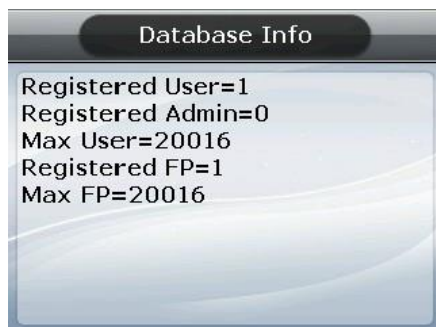 Database Info
Registered User=1
Registered Admin=0
Max User=20016
Registered FP=1
Max FP=20016